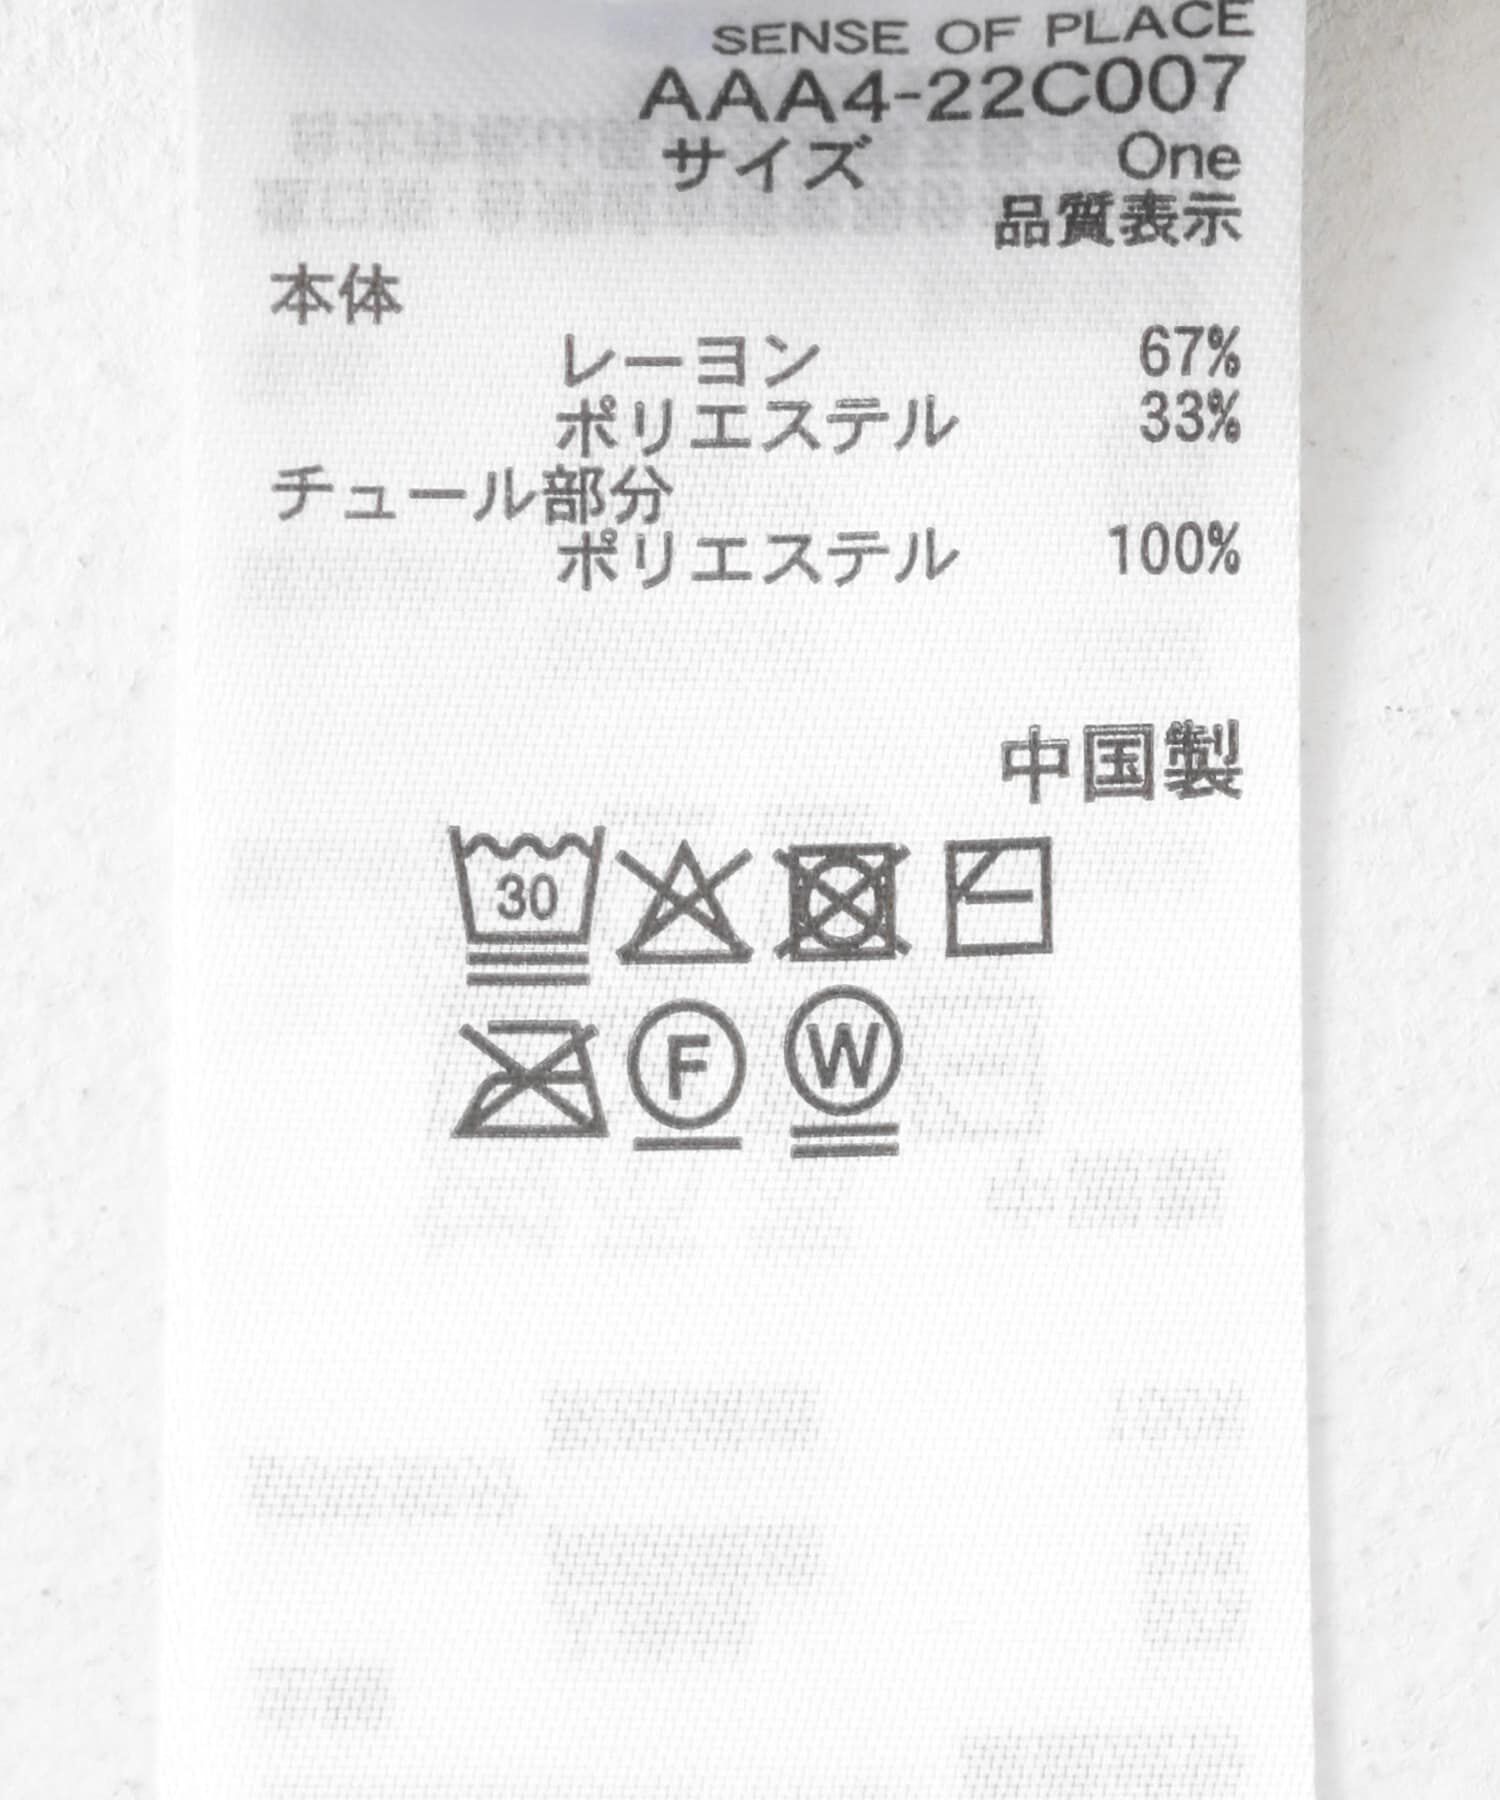 SENSE OF PLACE
AAA4-22C007
サイズ One
品質表示
本体
レーヨン 67%
ポリエステル 33%
チュール部分
ポリエステル 100%
中国製
30
F
W